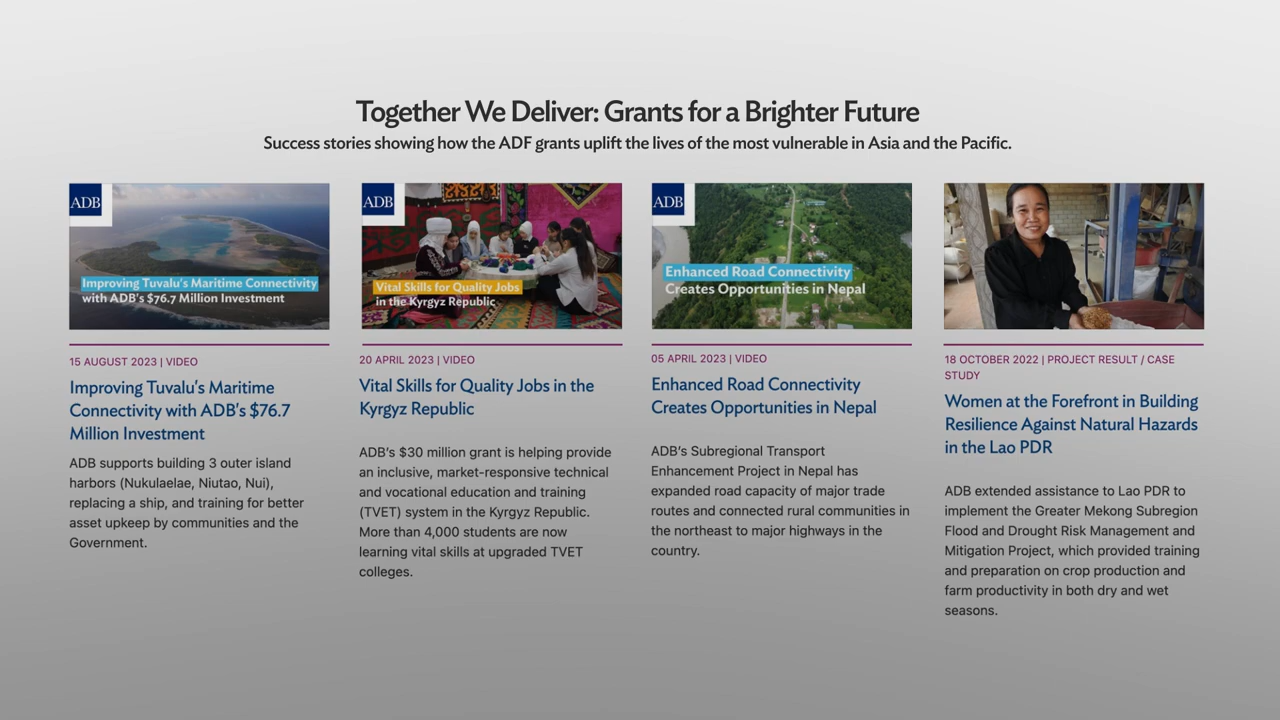 Together We Deliver: Grants for a Brighter Future
Success stories showing how the ADF grants uplift the lives of the most vulnerable in Asia and the Pacific.
ADB
Improving Tuvalu's Maritime Connectivity
with ADB's $76.7 Million Investment
15 AUGUST 2023 | VIDEO
Improving Tuvalu's Maritime
Connectivity with ADB's $76.7
Million Investment
ADB supports building 3 outer island
harbors (Nukulaelae, Niutao, Nui),
replacing a ship, and training for better
asset upkeep by communities and the
Government.
ADB
Vital Skills for Quality Jobs
in the Kyrgyz Republic
20 APRIL 2023 | VIDEO
Vital Skills for Quality Jobs in the
Kyrgyz Republic
ADB's $30 million grant is helping provide
an inclusive, market-responsive technical
and vocational education and training
(TVET) system in the Kyrgyz Republic.
More than 4,000 students are now
learning vital skills at upgraded TVET
colleges.
ADB
Enhanced Road Connectivity
Creates Opportunities in Nepal
05 APRIL 2023 | VIDEO
Enhanced Road Connectivity
Creates Opportunities in Nepal
ADB's Subregional Transport
Enhancement Project in Nepal has
expanded road capacity of major trade
routes and connected rural communities in
the northeast to major highways in the
country.
18 OCTOBER 2022 | PROJECT RESULT / CASE
STUDY
Women at the Forefront in Building
Resilience Against Natural Hazards
in the Lao PDR
ADB extended assistance to Lao PDR to
implement the Greater Mekong Subregion
Flood and Drought Risk Management and
Mitigation Project, which provided training
and preparation on crop production and
farm productivity in both dry and wet
seasons.